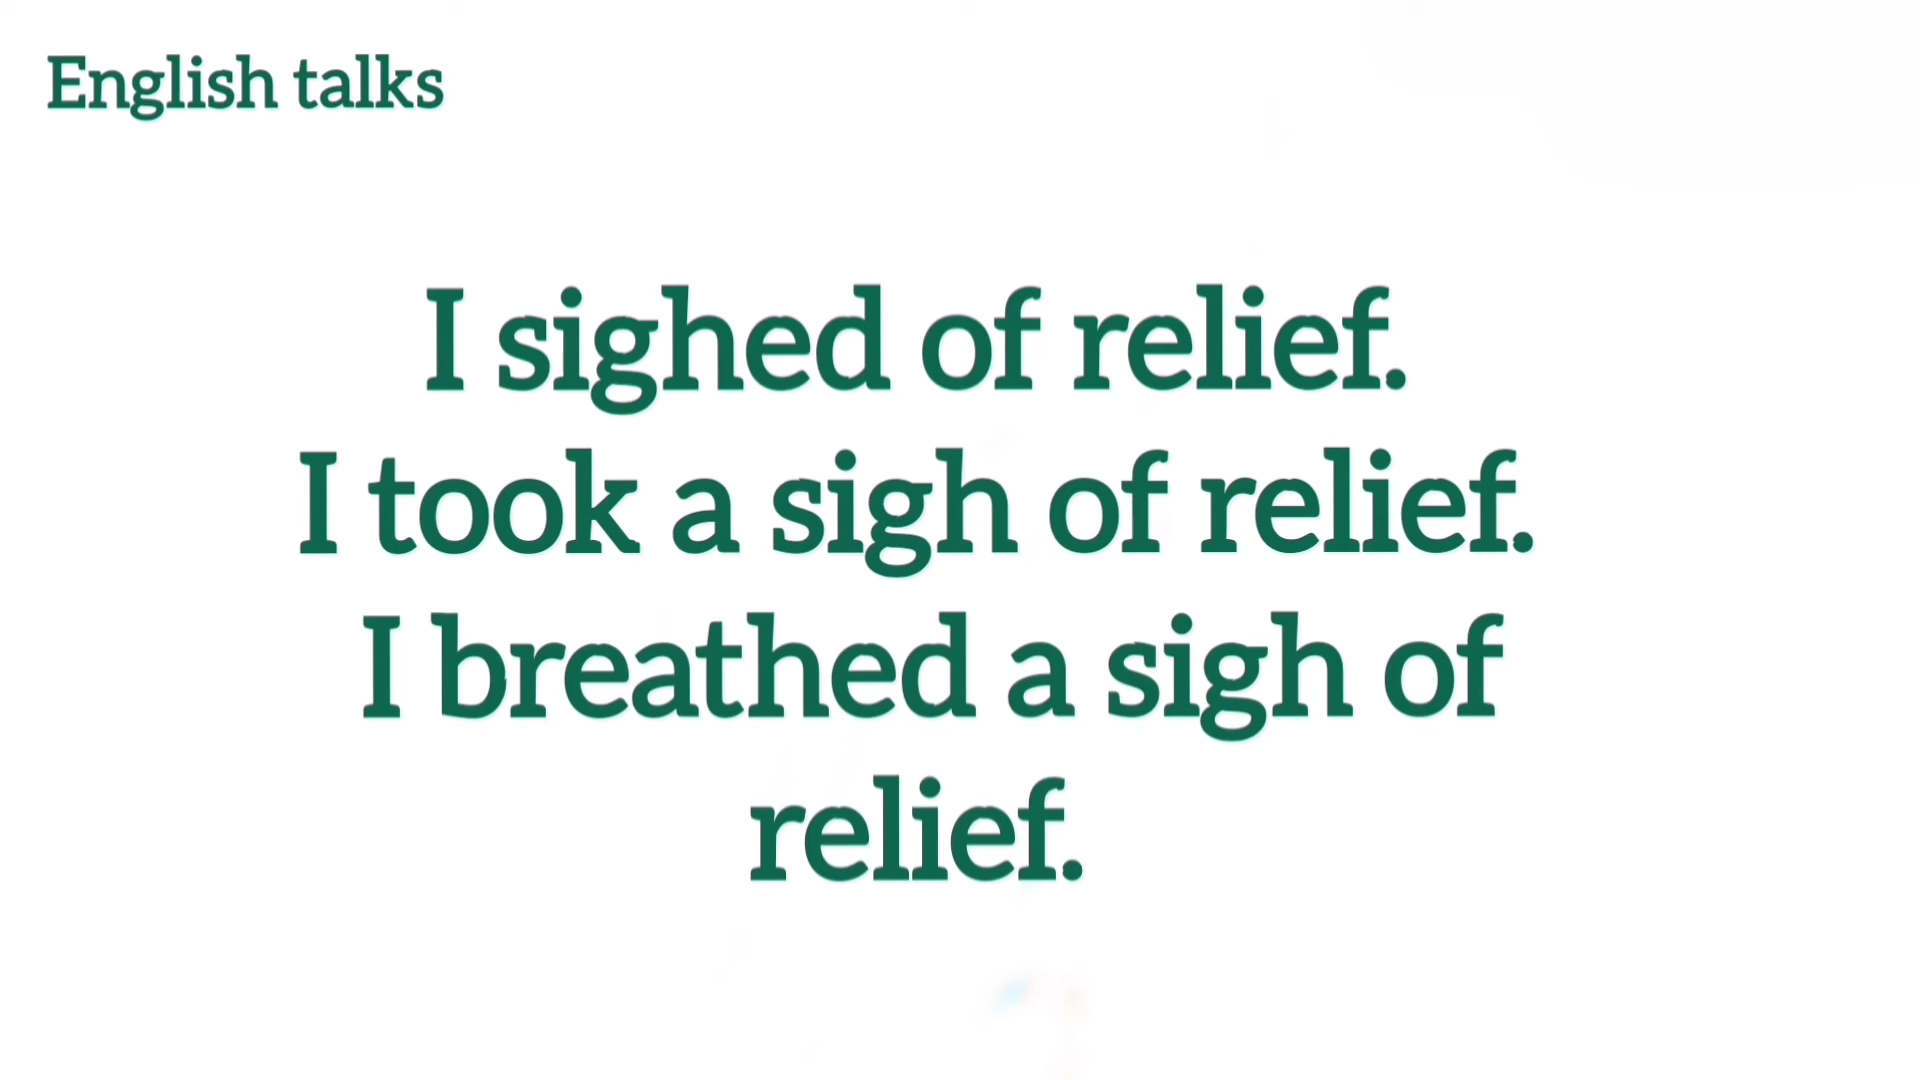 English talks
I sighed of relief.
I took a sigh of relief.
I breathed a sigh of
relief.